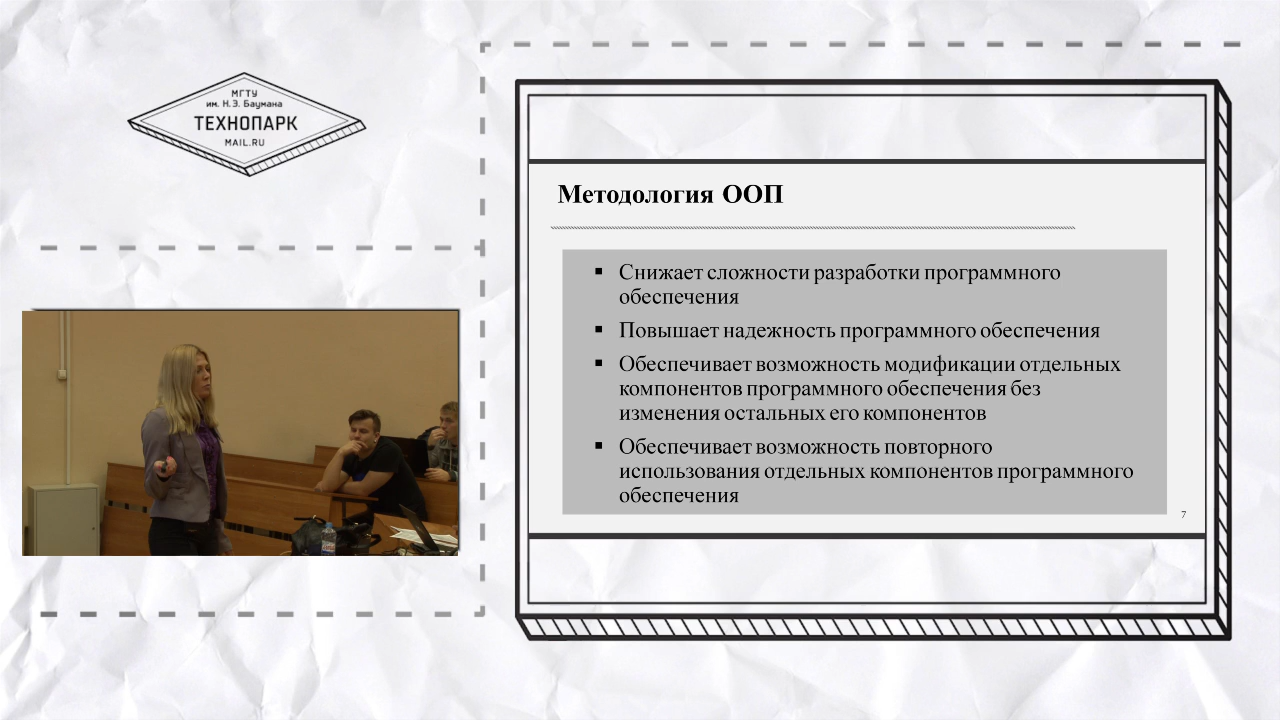 МГТУ
им. Н.Э. Баумана
ТЕХНОПАРК
MAIL.RU
Методология ООП
▪ Снижает сложности разработки программного
обеспечения
▪ Повышает надежность программного обеспечения
▪ Обеспечивает возможность модификации отдельных
компонентов программного обеспечения без
изменения остальных его компонентов
▪ Обеспечивает возможность повторного
использования отдельных компонентов программного
обеспечения
7